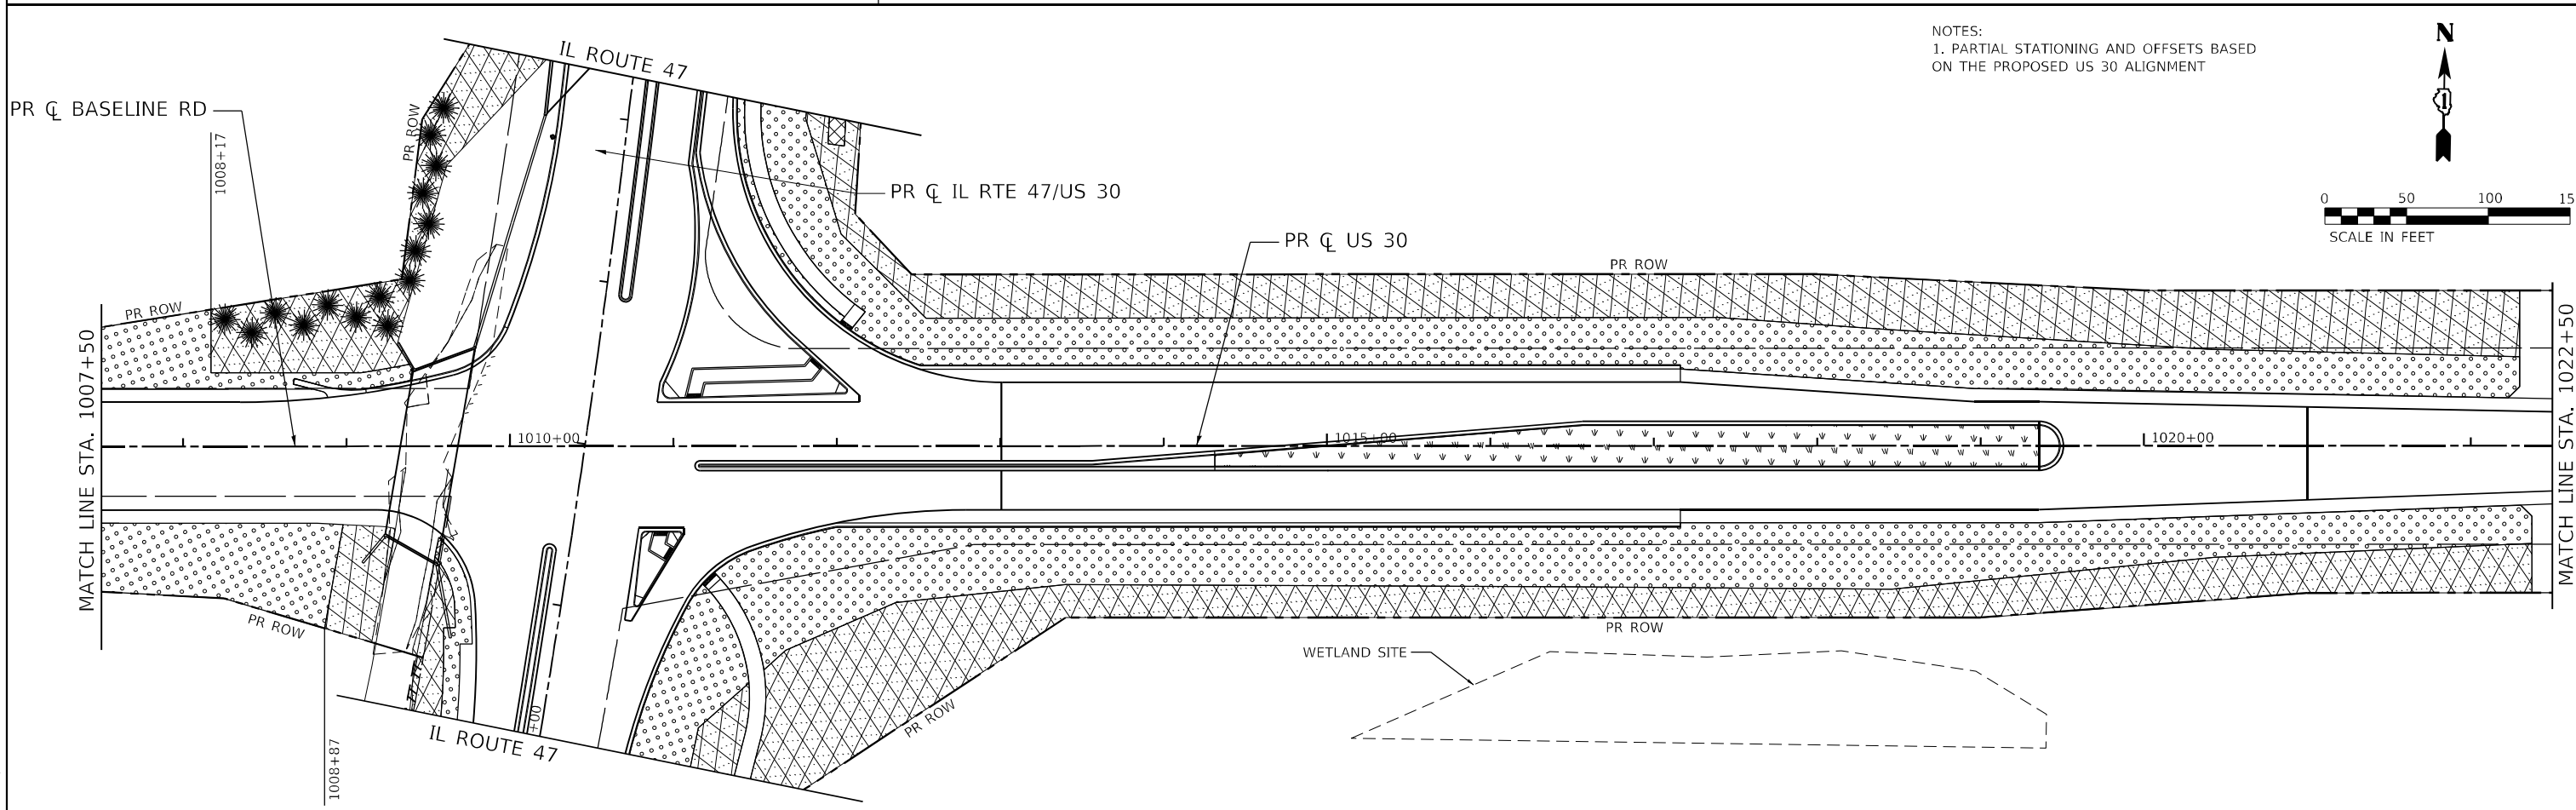 NOTES:
1. PARTIAL STATIONING AND OFFSETS BASED
ON THE PROPOSED US 30 ALIGNMENT
N
1
0 50 100 15
SCALE IN FEET
IL ROUTE 47
PR ℄ BASELINE RD
1008+17
PR ROW
PR ℄ IL RTE 47/US 30
PR ℄ US 30
PR ROW
PR ROW
MATCH LINE STA. 1007+50
1010+00
1015+00
1020+00
MATCH LINE STA. 1022+50
PR ROW
PR ROW
WETLAND SITE
PR ROW
+00
IL ROUTE 47
1008+87